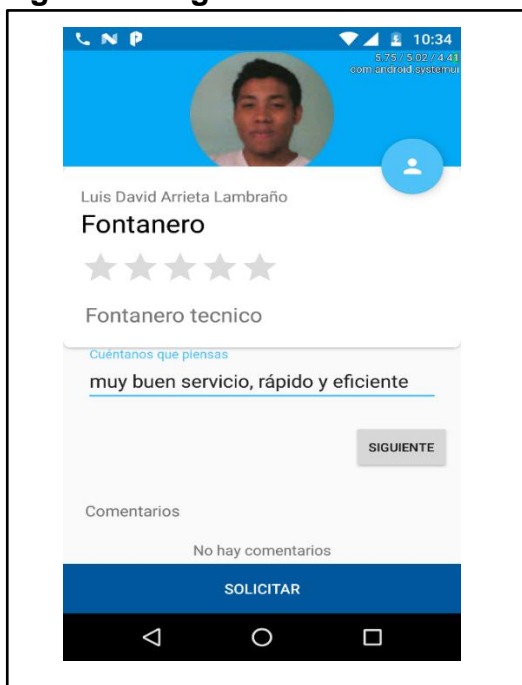 10:34
5.75 / 5.02 / 4.41
com.android.systemui
Luis David Arrieta Lambraño
Fontanero
Fontanero tecnico
Cuéntanos que piensas
muy buen servicio, rápido y eficiente
SIGUIENTE
Comentarios
No hay comentarios
SOLICITAR